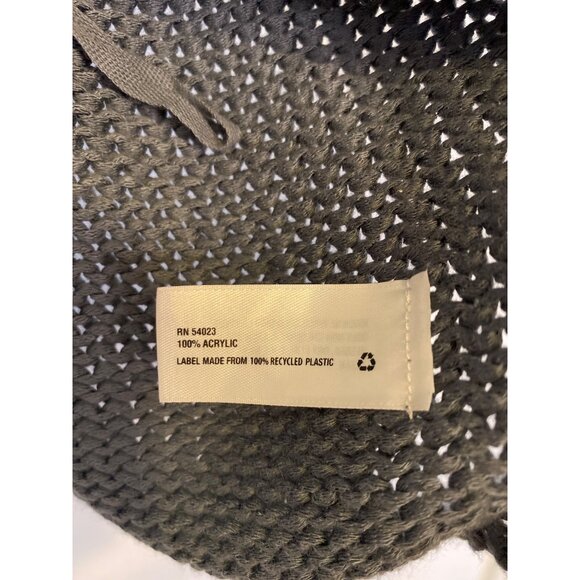 RN 54023
100% ACRYLIC
LABEL MADE FROM 100% RECYCLED PLASTIC